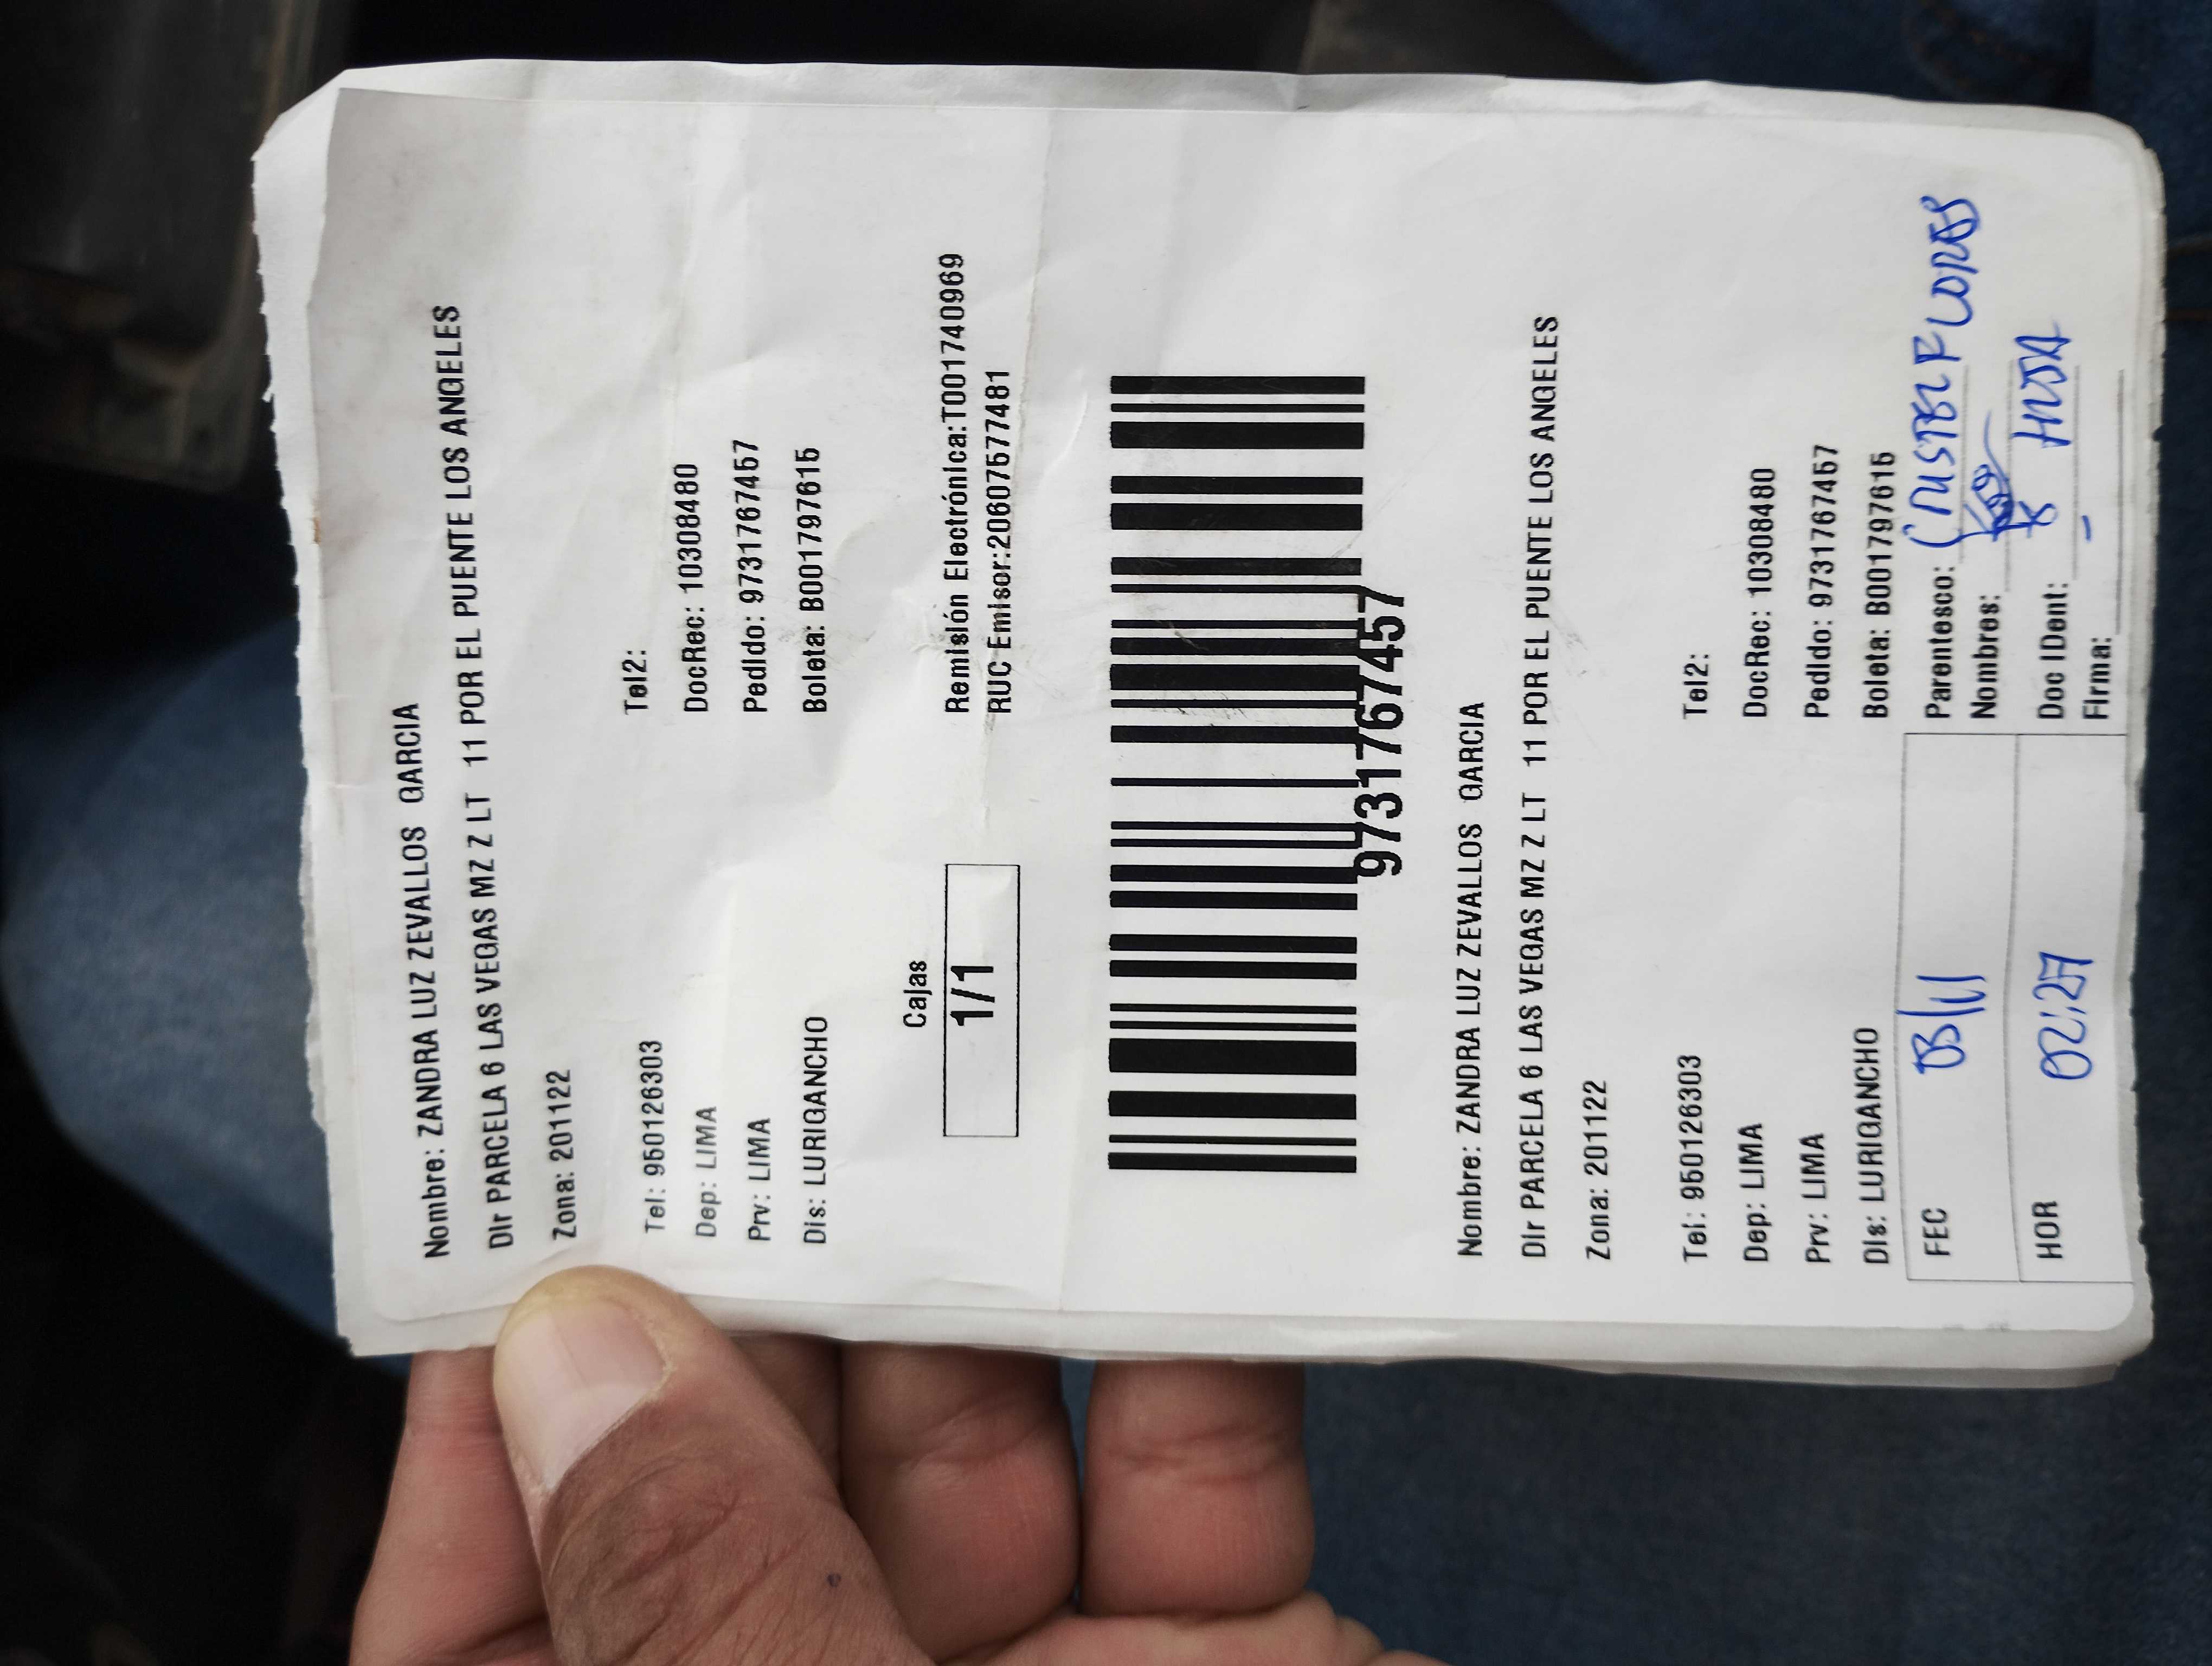 Nombre: ZANDRA LUZ ZEVALLOS GARCIA
Dir PARCELA 6 LAS VEGAS MZ Z LT 11 POR EL PUENTE LOS ANGELES
Zona: 201122
Tel: 950126303 Tel2:
Dep: LIMA DocRec: 10308480
Prv: LIMA Pedido: 9731767457
Dis: LURIGANCHO Boleta: B001797615
Cajas
1/1
Remisión Electrónica:T001740969
RUC Emisor:20607577481
9731767457
Nombre: ZANDRA LUZ ZEVALLOS GARCIA
Dir PARCELA 6 LAS VEGAS MZ Z LT 11 POR EL PUENTE LOS ANGELES
Zona: 201122
Tel: 950126303 Tel2:
Dep: LIMA DocRec: 10308480
Prv: LIMA Pedido: 9731767457
Dis: LURIGANCHO Boleta: B001797615
FEC Parentesco: FLORES
Nombres:
HOR 02:27 Doc IDent:
Firma: